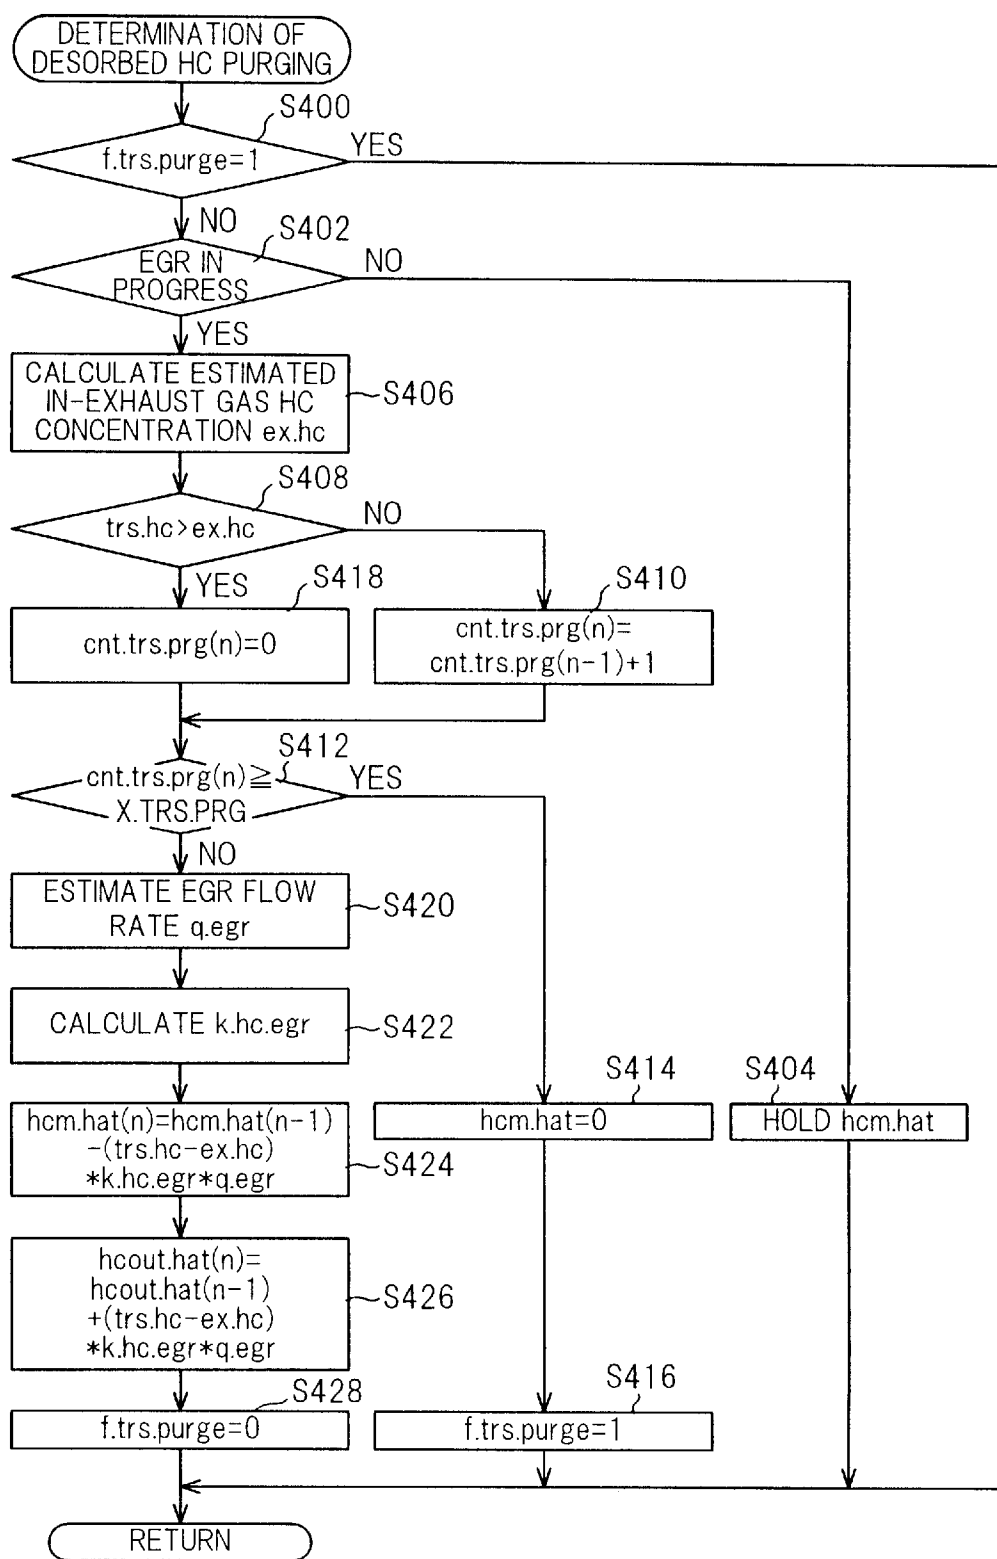 DETERMINATION OF
DESORBED HC PURGING
S400
f.trs.purge=1
YES
NO
S402
EGR IN
PROGRESS
NO
YES
CALCULATE ESTIMATED
IN-EXHAUST GAS HC
CONCENTRATION ex.hc
S406
S408
trs.hc>ex.hc
NO
YES
S418
cnt.trs.prg(n)=0
S410
cnt.trs.prg(n)=
cnt.trs.prg(n-1)+1
S412
cnt.trs.prg(n)≧
X.TRS.PRG
YES
NO
ESTIMATE EGR FLOW
RATE q.egr
S420
CALCULATE k.hc.egr
S422
hcm.hat(n)=hcm.hat(n-1)
-(trs.hc-ex.hc)
*k.hc.egr*q.egr
S424
S414
hcm.hat=0
S404
HOLD hcm.hat
hcout.hat(n)=
hcout.hat(n-1)
+(trs.hc-ex.hc)
*k.hc.egr*q.egr
S426
S428
f.trs.purge=0
S416
f.trs.purge=1
RETURN